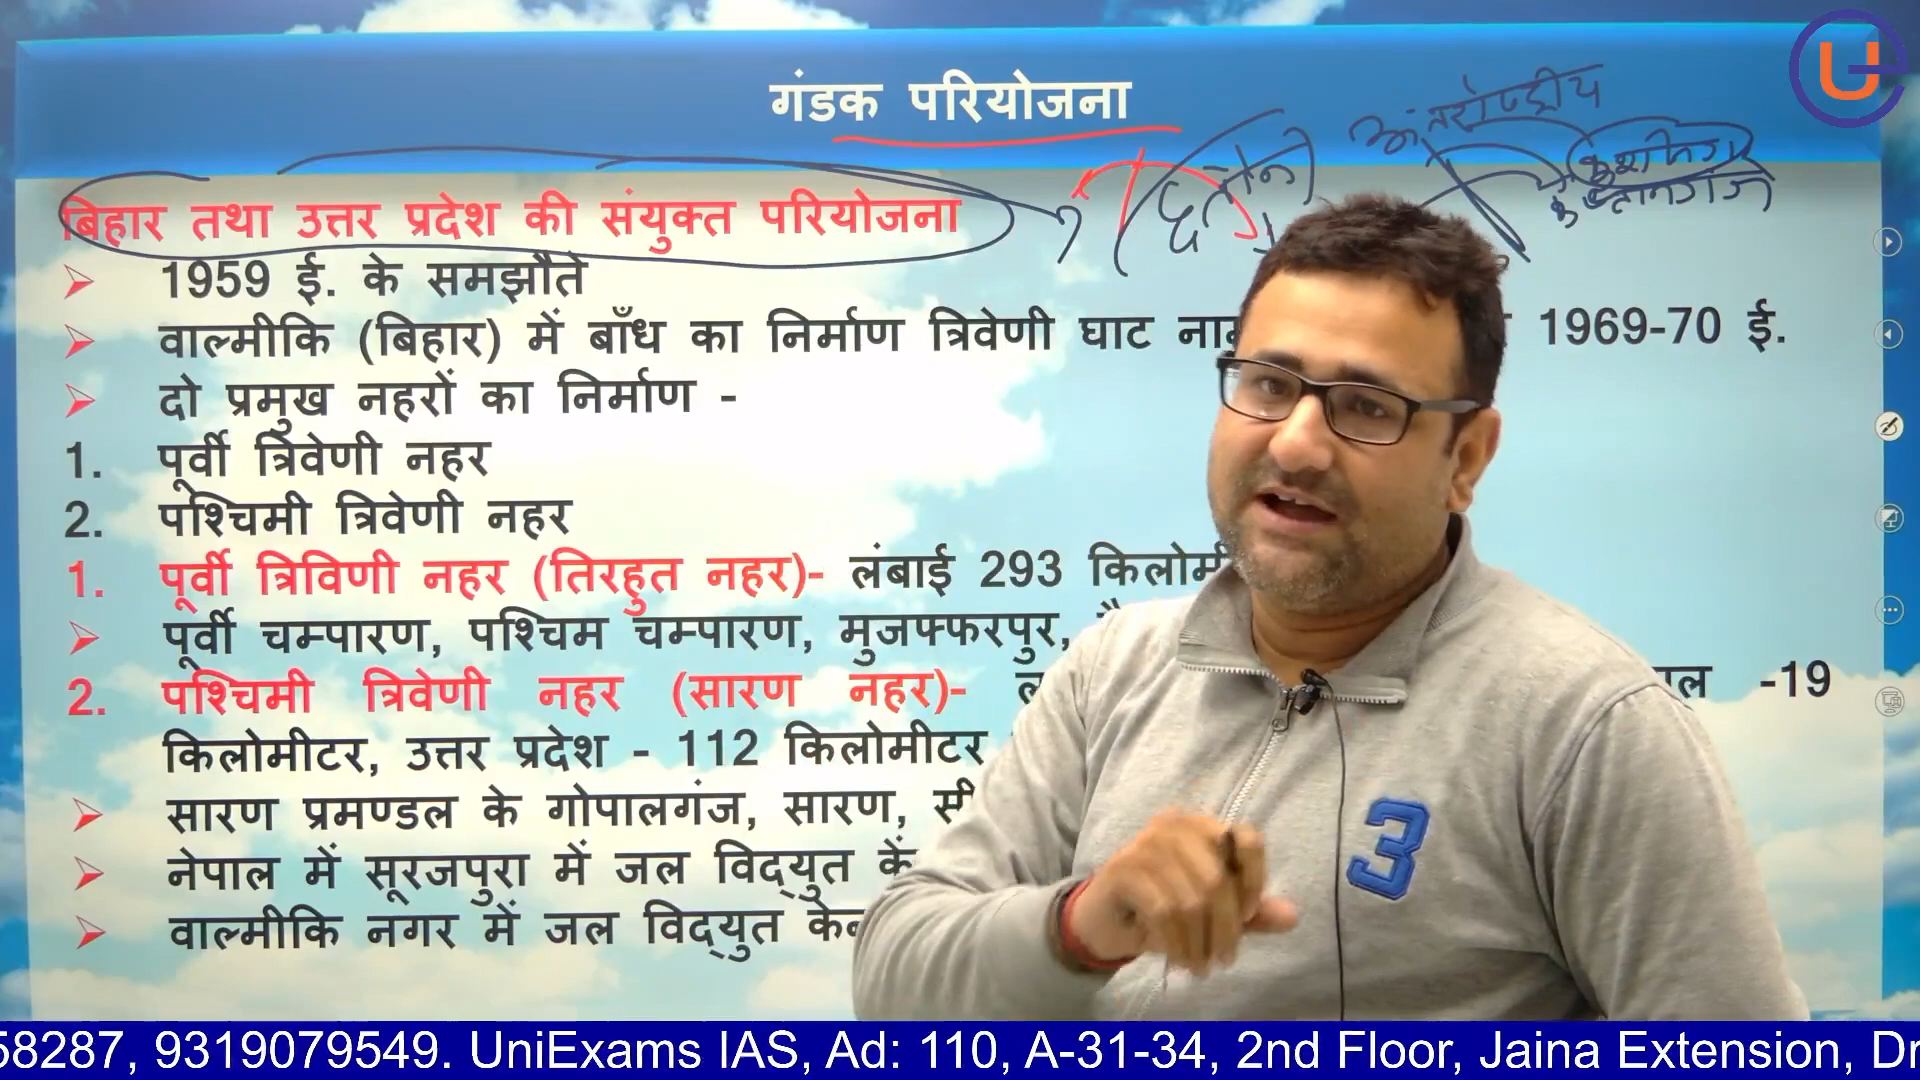 गंडक परियोजना
अंतर्राष्ट्रीय
बिहार तथा उत्तर प्रदेश की संयुक्त परियोजना
1959 ई. के समझौते
वाल्मीकि (बिहार) में बाँध का निर्माण त्रिवेणी घाट 1969-70 ई.
दो प्रमुख नहरों का निर्माण -
1. पूर्वी त्रिवेणी नहर
2. पश्चिमी त्रिवेणी नहर
1. पूर्वी त्रिविणी नहर (तिरहुत नहर)- लंबाई 293
पूर्वी चम्पारण, पश्चिम चम्पारण, मुजफ्फरपुर,
2. पश्चिमी त्रिवेणी नहर (सारण नहर)- -19
किलोमीटर, उत्तर प्रदेश - 112 किलोमीटर
सारण प्रमण्डल के गोपालगंज, सारण,
नेपाल में सूरजपुरा में जल विद्युत
वाल्मीकि नगर में जल विद्युत
58287, 9319079549. UniExams IAS, Ad: 110, A-31-34, 2nd Floor, Jaina Extension, Dr
3